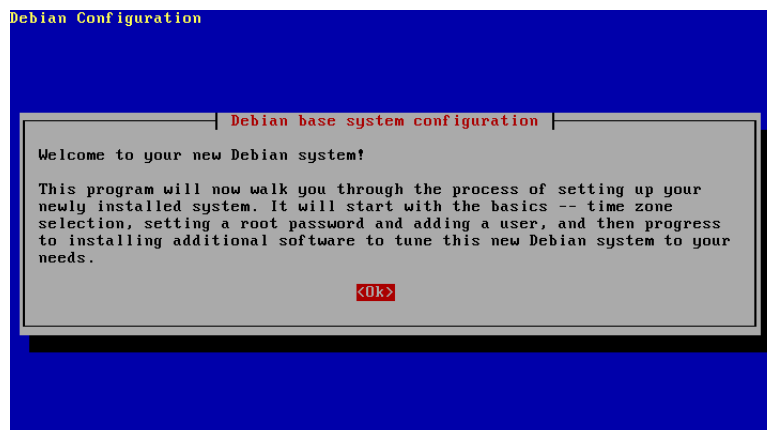 Debian Configuration
Debian base system configuration
Welcome to your new Debian system!
This program will now walk you through the process of setting up your
newly installed system. It will start with the basics -- time zone
selection, setting a root password and adding a user, and then progress
to installing additional software to tune this new Debian system to your
needs.
<Ok>